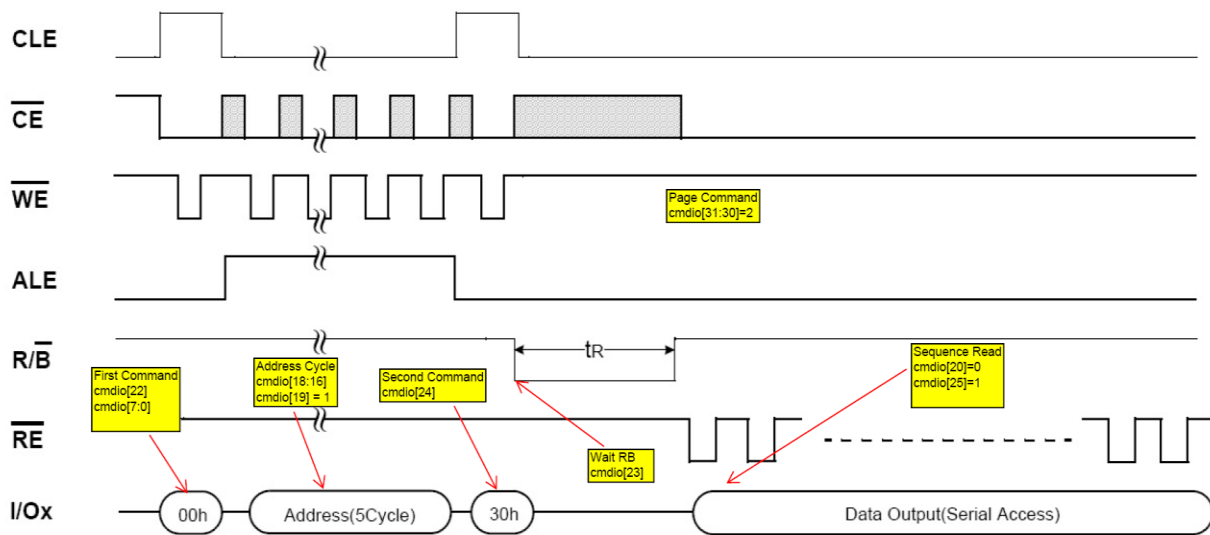 CLE
CE
WE
Page Command
cmdio[31:30]=2
ALE
R/B
tR
First Command
cmdio[22]
cmdio[7:0]
Address Cycle
cmdio[18:16]
cmdio[19] = 1
Second Command
cmdio[24]
Sequence Read
cmdio[20]=0
cmdio[25]=1
RE
Wait RB
cmdio[23]
I/Ox
00h
Address(5Cycle)
30h
Data Output(Serial Access)